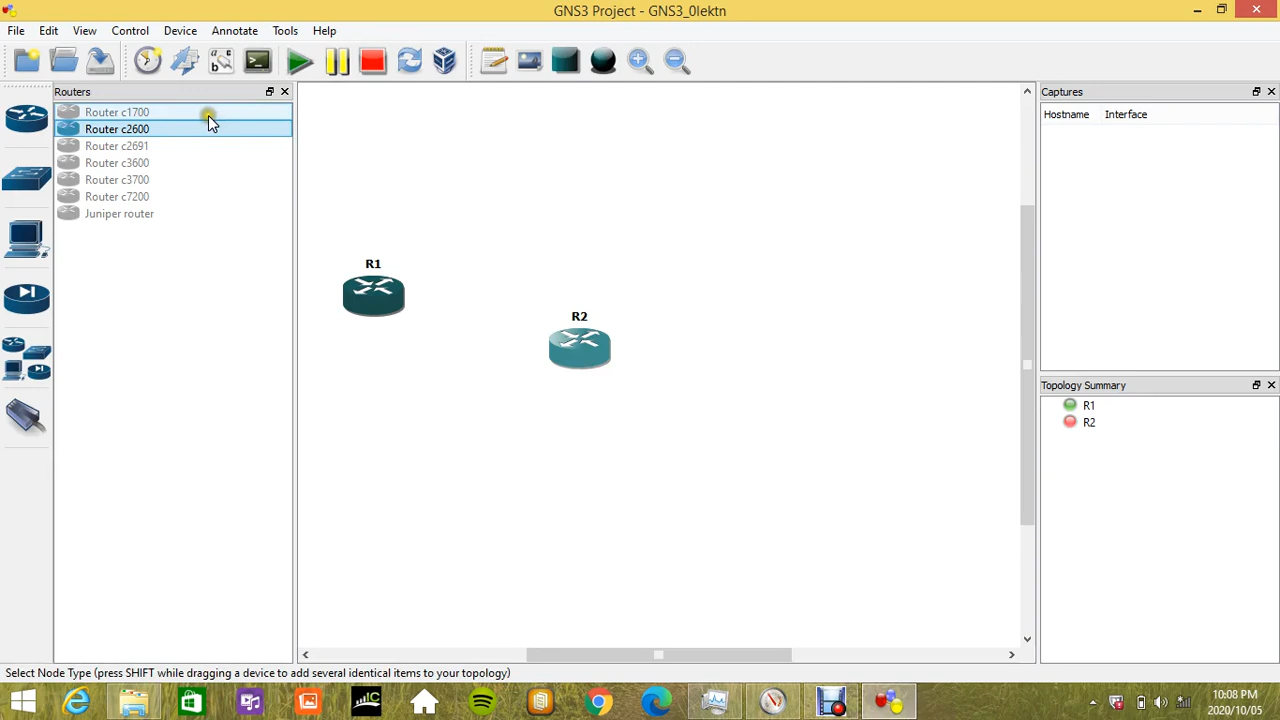 GNS3 Project - GNS3_0lektn
File Edit View Control Device Annotate Tools Help
Routers
Router c1700
Router c2600
Router c2691
Router c3600
Router c3700
Router c7200
Juniper router
R1
R2
Captures
Hostname Interface
Topology Summary
R1
R2
Select Node Type (press SHIFT while dragging a device to add several identical items to your topology)
10:08 PM
2020/10/05